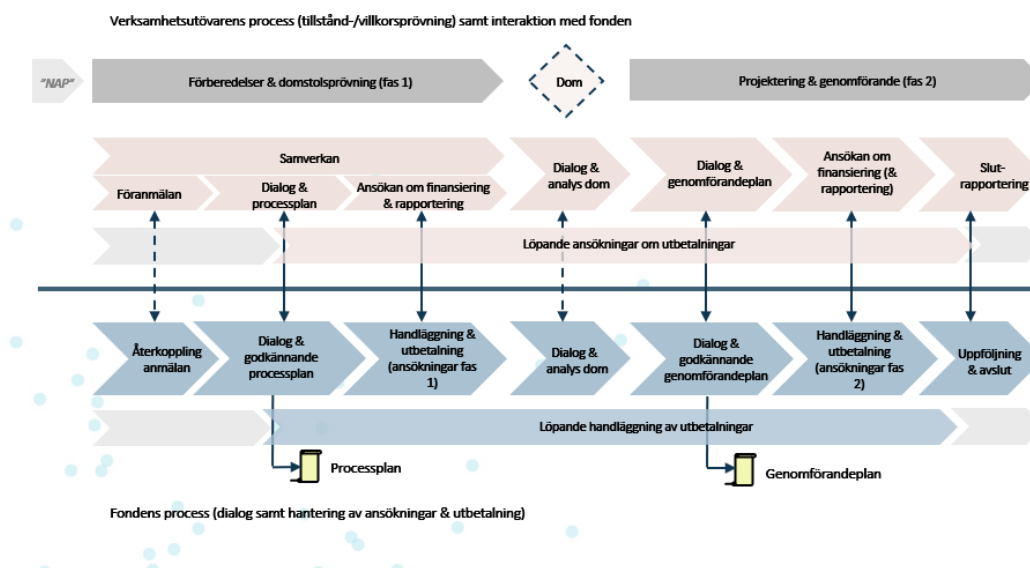 Verksamhetsutövarens process (tillstånd-/villkorsprövning) samt interaktion med fonden
"NAP"
Förberedelser & domstolsprövning (fas 1)
Dom
Projektering & genomförande (fas 2)
Samverkan
Föranmälan
Dialog &
processplan
Ansökan om finansiering
& rapportering
Dialog &
analys dom
Dialog &
genomförandeplan
Ansökan om
finansiering (&
rapportering)
Slut-
rapportering
Löpande ansökningar om utbetalningar
Återkoppling
anmälan
Dialog &
godkännande
processplan
Handläggning &
utbetalning
(ansökningar fas
1)
Dialog &
analys dom
Dialog &
godkännande
genomförandeplan
Handläggning &
utbetalning
(ansökningar fas
2)
Uppföljning
& avslut
Löpande handläggning av utbetalningar
Processplan
Genomförandeplan
Fondens process (dialog samt hantering av ansökningar & utbetalning)